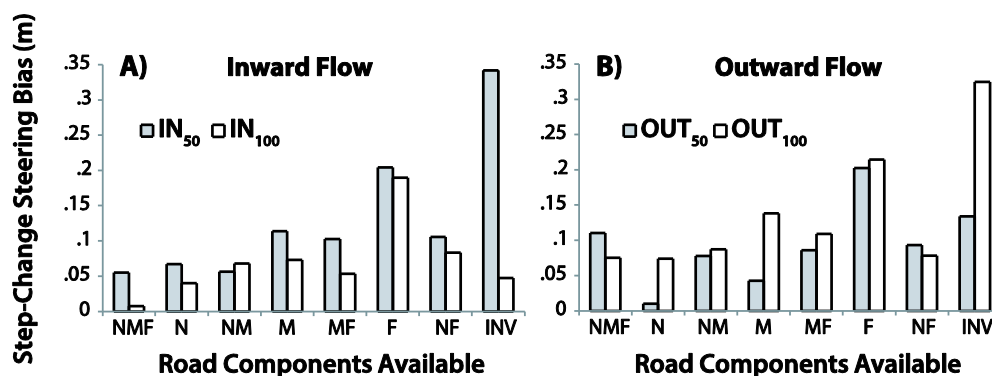 Step-Change Steering Bias (m)
A) Inward Flow
.35
.3
.25
.2
.15
.1
.05
0
IN50 IN100
NMF N NM M MF F NF INV
Road Components Available
B) Outward Flow
.35
.3
.25
.2
.15
.1
.05
0
OUT50 OUT100
NMF N NM M MF F NF INV
Road Components Available